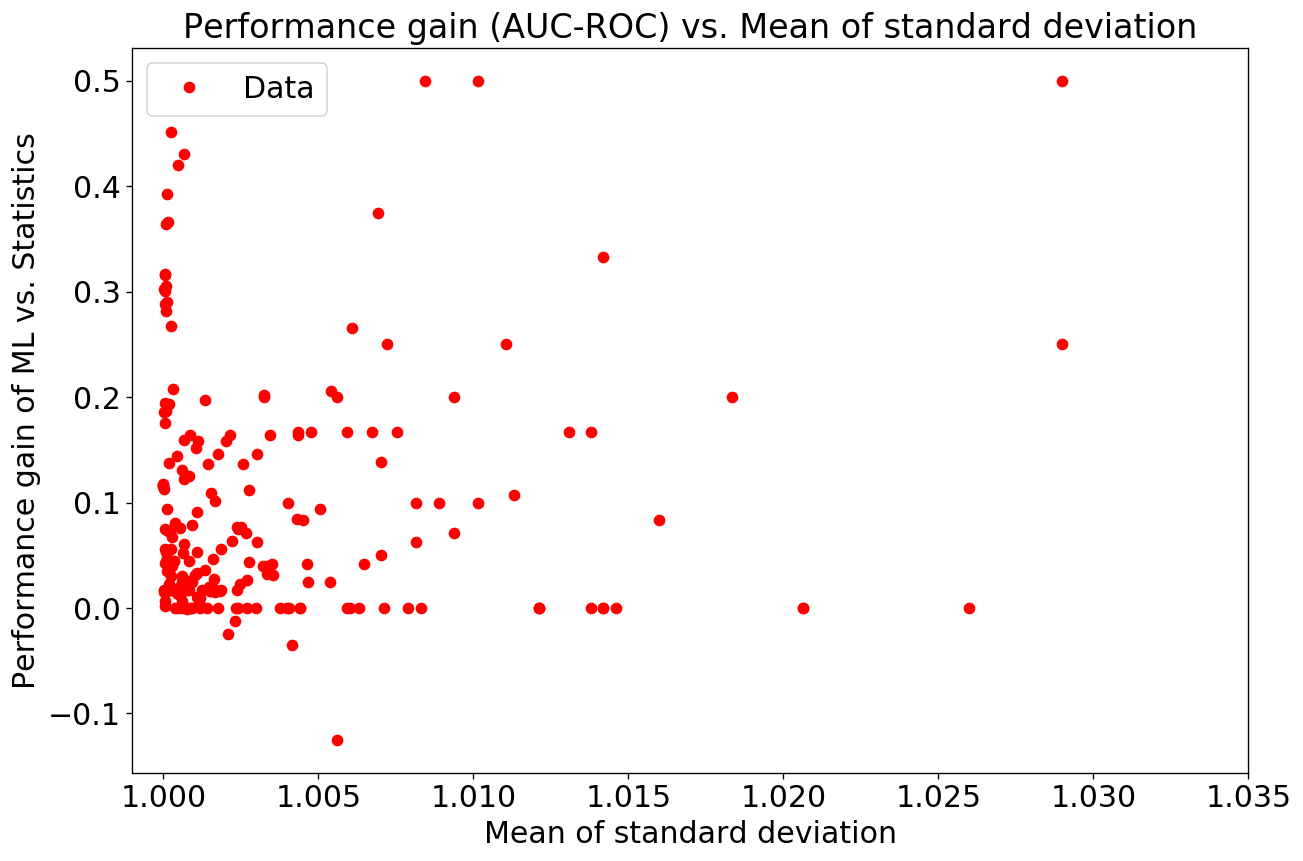 Performance gain (AUC-ROC) vs. Mean of standard deviation
Data
Performance gain of ML vs. Statistics
0.5
0.4
0.3
0.2
0.1
0.0
−0.1
1.000 1.005 1.010 1.015 1.020 1.025 1.030 1.035
Mean of standard deviation